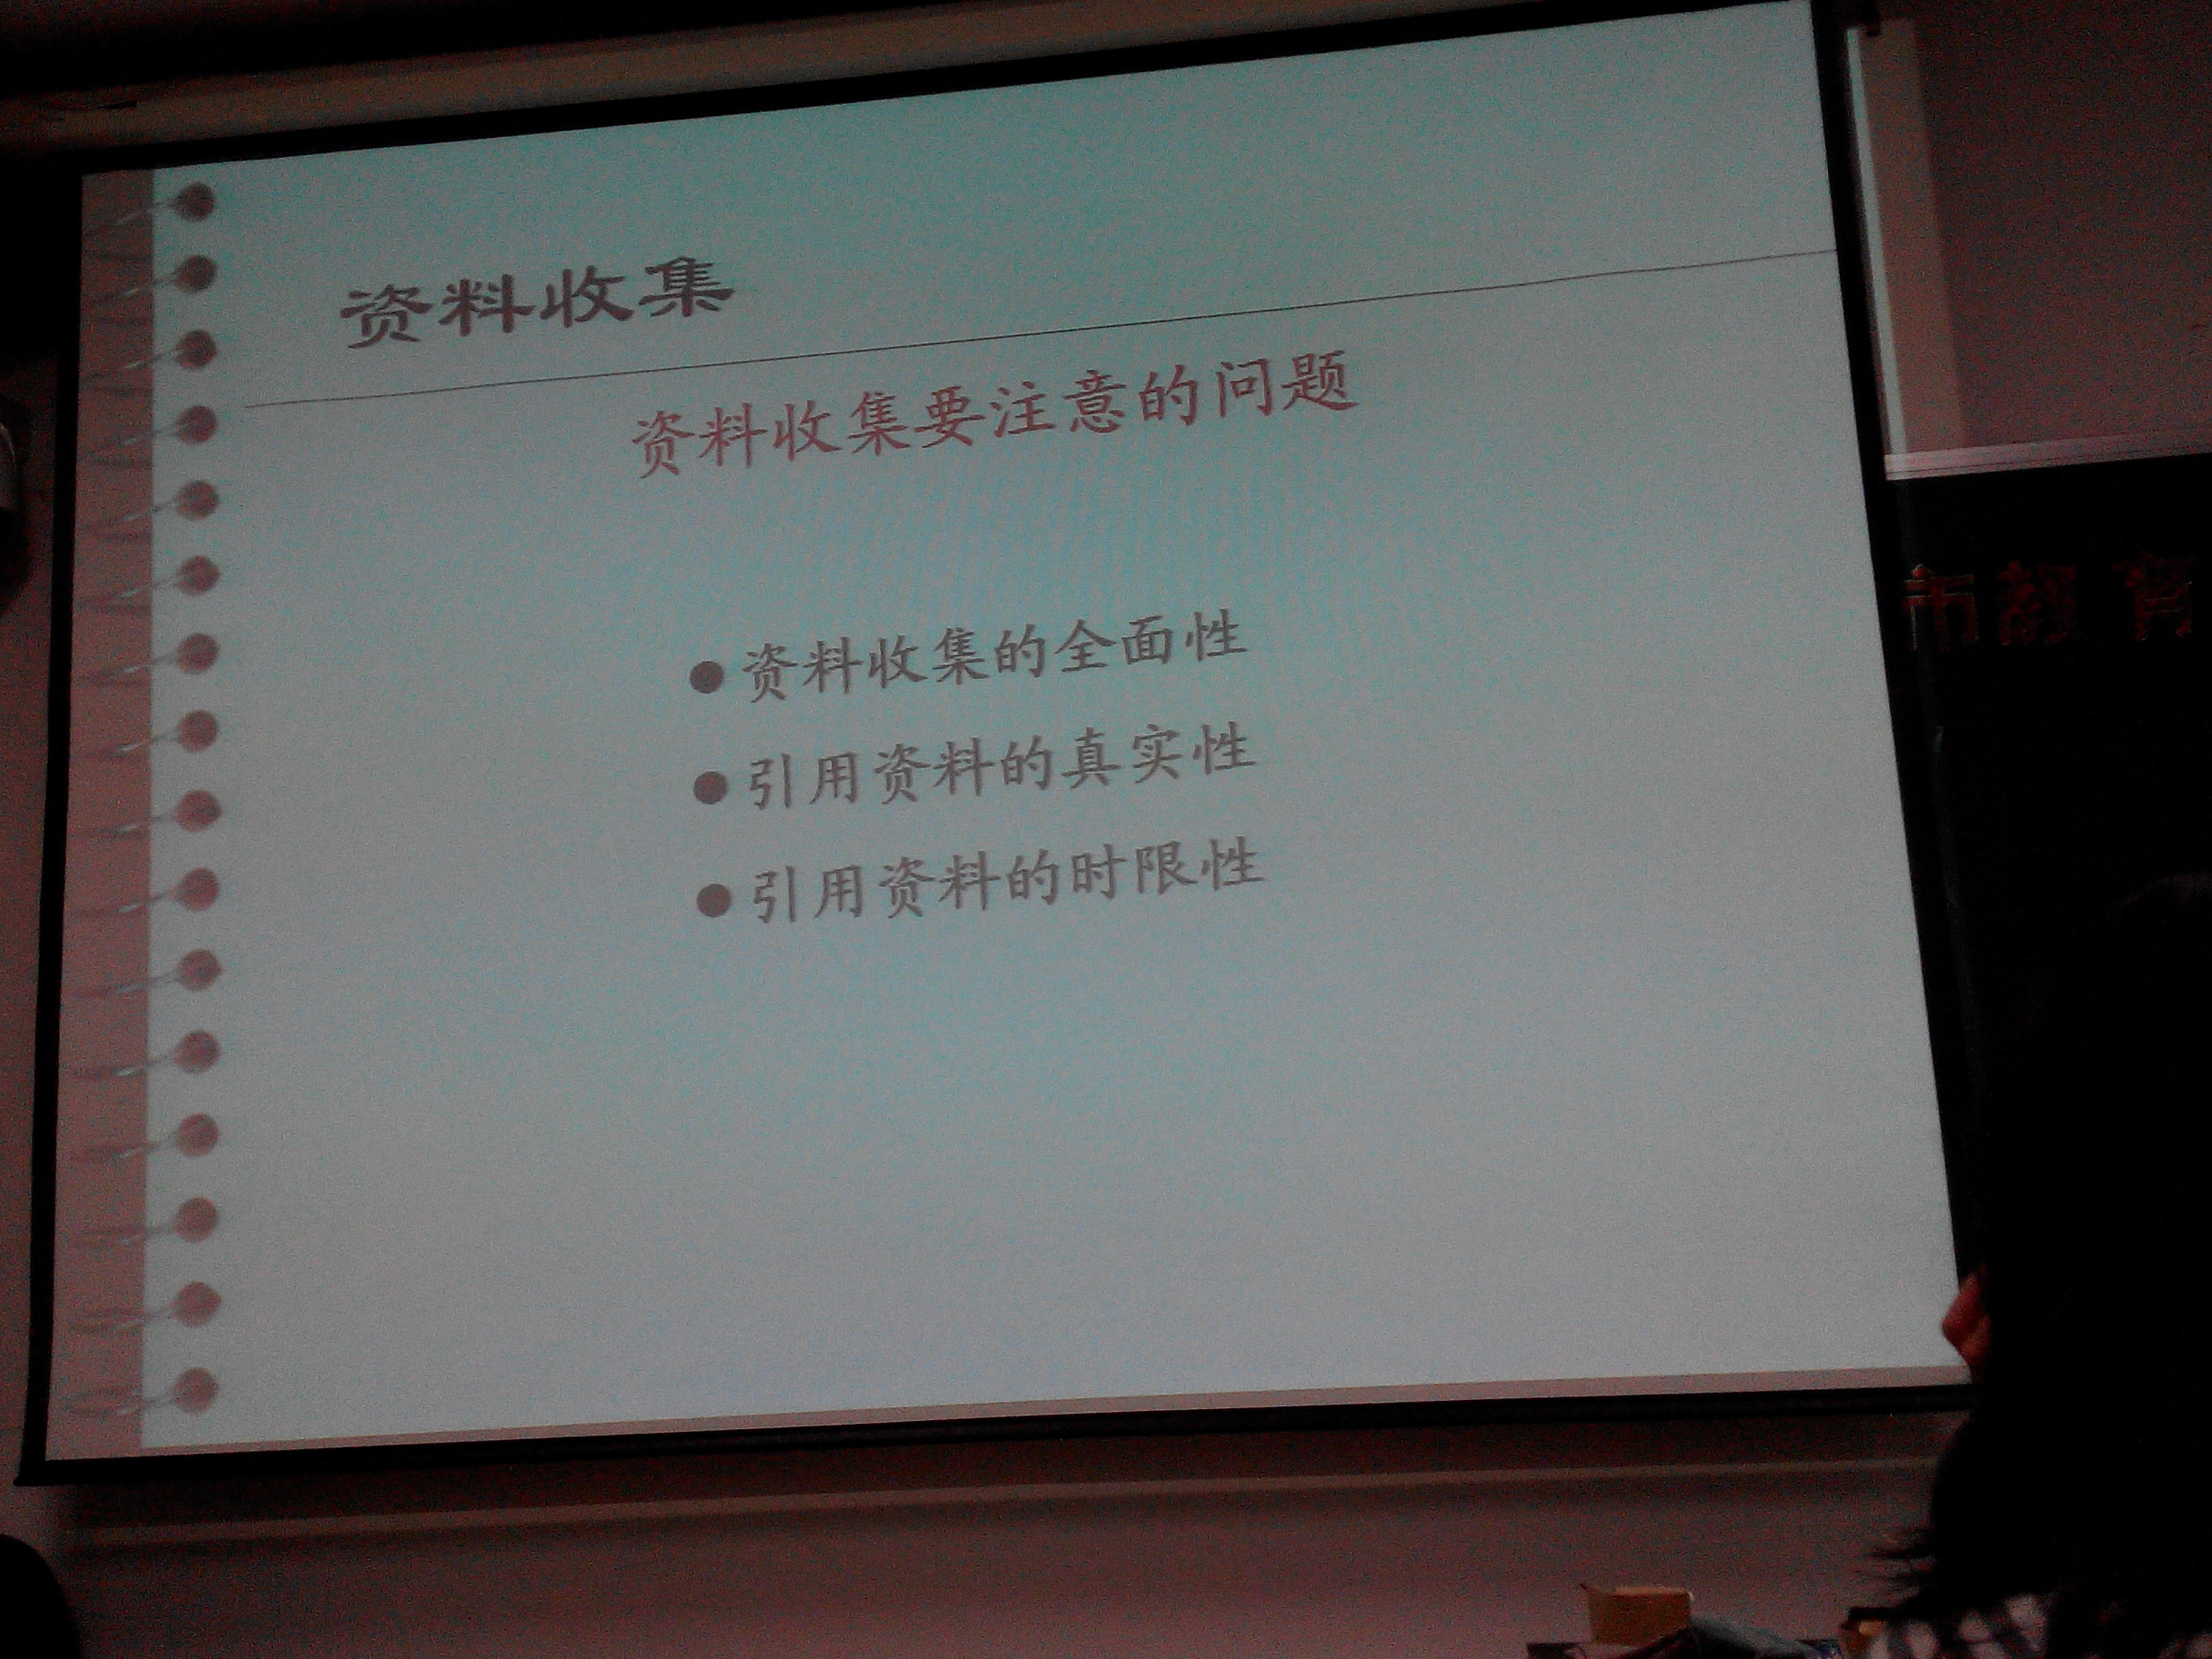 资料收集
资料收集要注意的问题
●资料收集的全面性
●引用资料的真实性
●引用资料的时限性
市教育